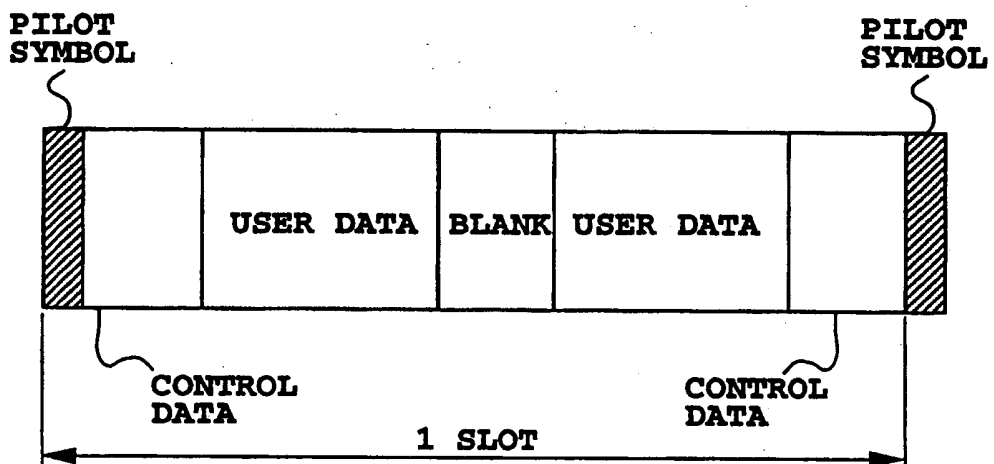 PILOT
SYMBOL
PILOT
SYMBOL
USER DATA
BLANK
USER DATA
CONTROL
DATA
CONTROL
DATA
1 SLOT